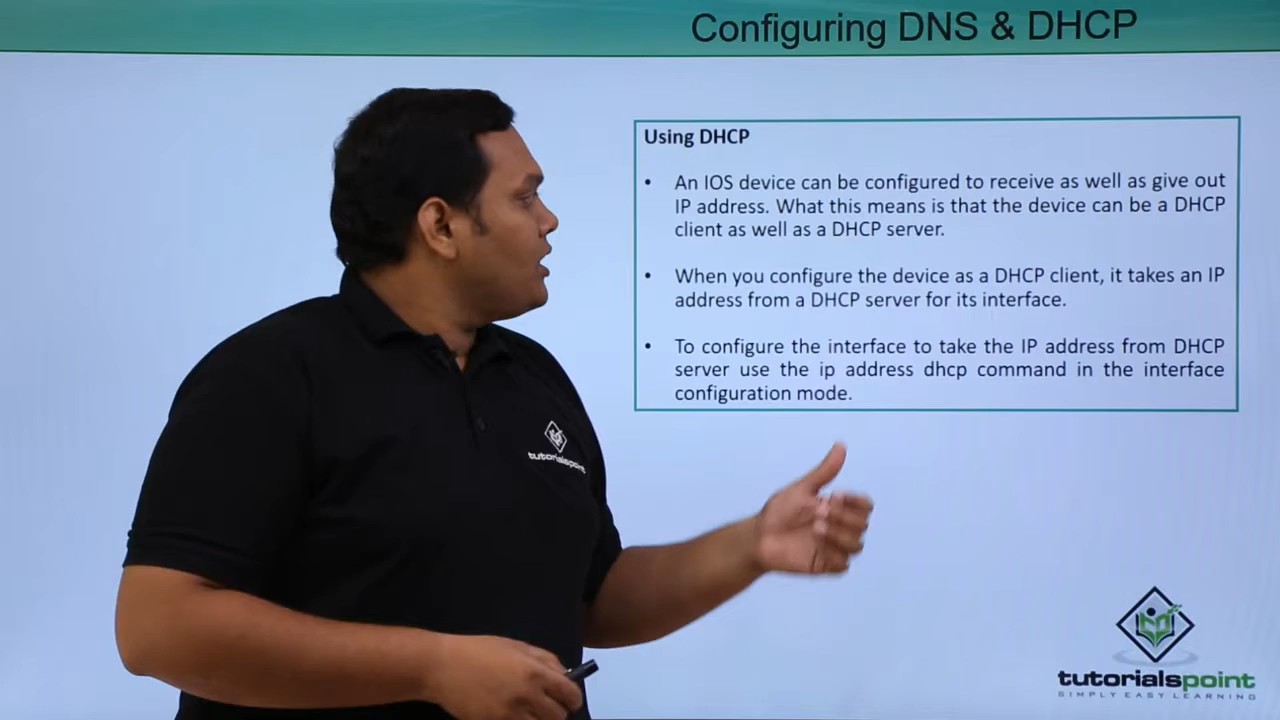 Configuring DNS & DHCP
Using DHCP
• An IOS device can be configured to receive as well as give out
IP address. What this means is that the device can be a DHCP
client as well as a DHCP server.
• When you configure the device as a DHCP client, it takes an IP
address from a DHCP server for its interface.
• To configure the interface to take the IP address from DHCP
server use the ip address dhcp command in the interface
configuration mode.
tutorialspoint
tutorialspoint
SIMPLY EASY LEARNING